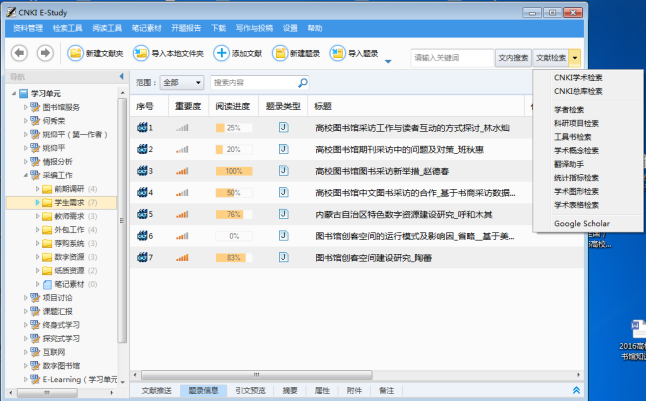 CNKI E-Study
资料管理 检索工具 阅读工具 笔记素材 开题报告 下载 写作与投稿 设置 帮助
新建文献夹 导入本地文件夹 添加文献 新建题录 导入题录 请输入关键词 文内搜索 文献检索
导航
范围： 全部 搜索内容
学习单元
图书馆服务
何秀荣
姚仰平（第一作者）
姚仰平
情报分析
采编工作
前期调研 (4)
学生需求 (7)
教师需求 (3)
外包工作 (4)
荐购系统 (3)
数字资源 (3)
纸质资源 (2)
笔记素材 (0)
项目讨论
课题汇报
终身式学习
探究式学习
互联网
数字图书馆
E-Learning（学习单元
序号 重要度 阅读进度 题录类型 标题
1 25% J 高校图书馆采访工作与读者互动的方式探讨_林水灿
2 20% J 高校图书馆期刊采访中的问题及对策_班秋惠
3 100% J 高校图书馆图书采访新举措_赵德春
4 50% J 高校图书馆中文图书采访的合作_基于书商采访数据...
5 76% J 内蒙古自治区特色数字资源建设研究_呼和木其
6 0% J 图书馆创客空间的运行模式及影响因_省略__基于美...
7 83% J 图书馆创客空间建设研究_陶蕾
CNKI学术检索
CNKI总库检索
学者检索
科研项目检索
工具书检索
学术概念检索
翻译助手
统计指标检索
学术图形检索
学术表格检索
Google Scholar
文献推送 题录信息 引文预览 摘要 属性 附件 备注